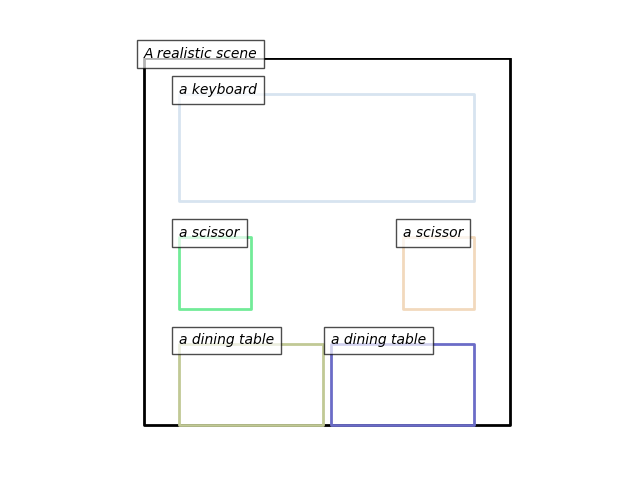 A realistic scene
a keyboard
a scissor
a scissor
a dining table
a dining table